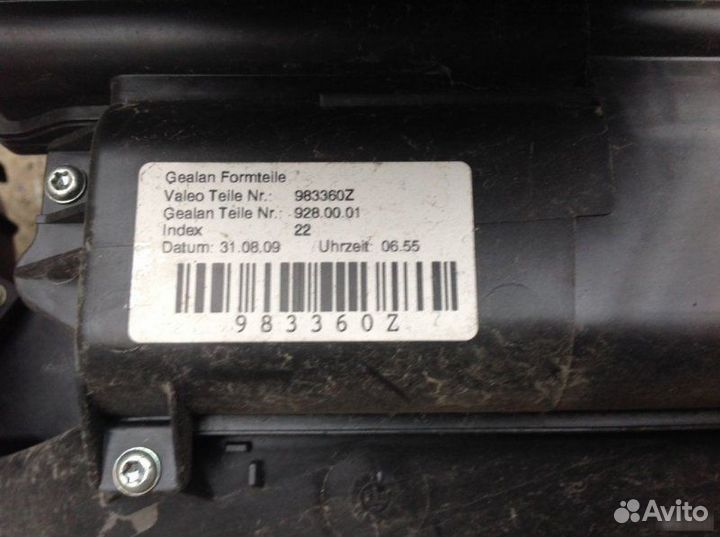 Gealan Formteile
Valeo Teile Nr.: 983360Z
Gealan Teile Nr.: 928.00.01
Index 22
Datum: 31.08.09 Uhrzeit: 06.55
983360Z
Avito